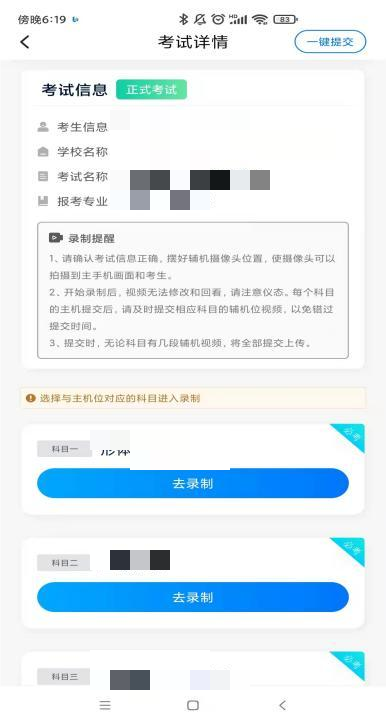 傍晚6:19
HD
83
考试详情
一键提交
考试信息 正式考试
考生信息
学校名称
考试名称
报考专业
录制提醒
1、请确认考试信息正确，摆好辅机摄像头位置，使摄像头可以
拍摄到主手机画面和考生。
2、开始录制后，视频无法修改和回看，请注意仪态。每个科目
的主机提交后，请及时提交相应科目的辅机位视频，以免错过
提交时间。
3、提交时，无论科目有几段辅机视频，将全部提交上传。
选择与主机位对应的科目进入录制
必考
科目一
去录制
必考
科目二
去录制
必考
科目三